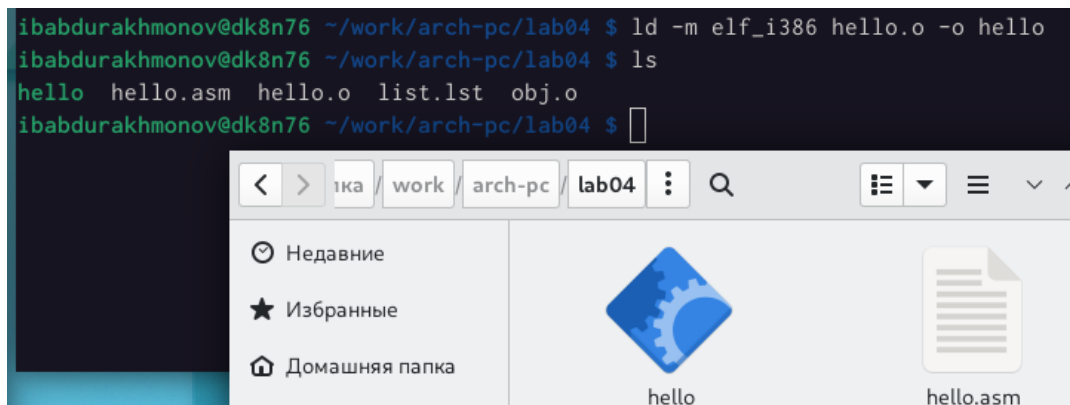 ibabdurakhmonov@dk8n76 ~/work/arch-pc/lab04 $ ld -m elf_i386 hello.o -o hello
ibabdurakhmonov@dk8n76 ~/work/arch-pc/lab04 $ ls
hello  hello.asm  hello.o  list.lst  obj.o
ibabdurakhmonov@dk8n76 ~/work/arch-pc/lab04 $
/ work / arch-pc / lab04
Недавние
Избранные
Домашняя папка
hello hello.asm